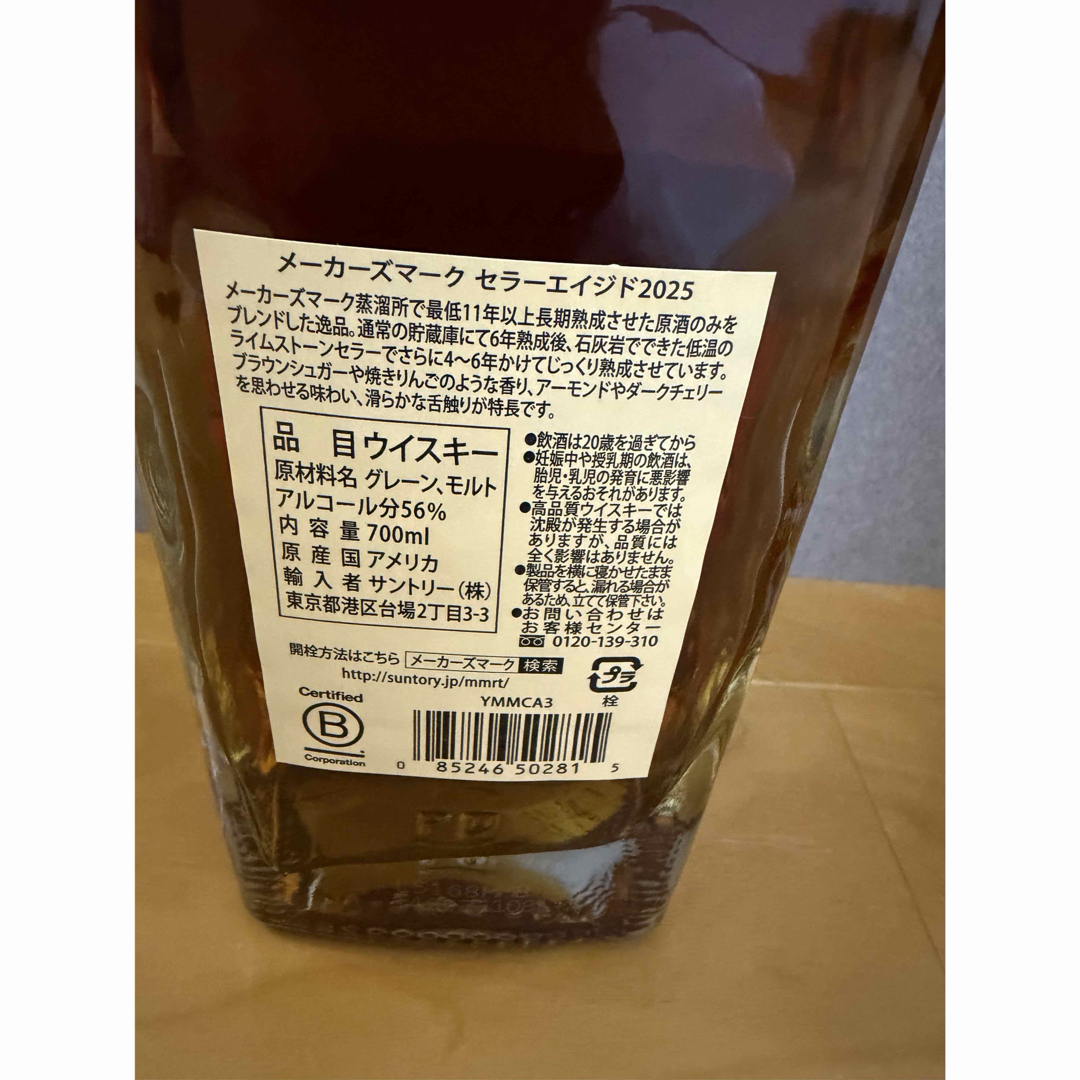 メーカーズマーク セラーエイジド2025
メーカーズマーク蒸溜所で最低11年以上長期熟成させた原酒のみを
ブレンドした逸品。通常の貯蔵庫にて6年熟成後、石灰岩でできた低温の
ライムストーンセラーでさらに4〜6年かけてじっくり熟成させています。
ブラウンシュガーや焼きりんごのような香り、アーモンドやダークチェリー
を思わせる味わい、滑らかな舌触りが特長です。
品 目 ウイスキー
原材料名 グレーン、モルト
アルコール分56%
内容量 700ml
原産国 アメリカ
輸入者 サントリー(株)
東京都港区台場2丁目3-3
●飲酒は20歳を過ぎてから
●妊娠中や授乳期の飲酒は、
胎児・乳児の発育に悪影響
を与えるおそれがあります。
●高品質ウイスキーでは
沈殿が発生する場合が
ありますが、品質には
全く影響はありません。
●製品を横に寝かせたまま
保管すると、漏れる場合が
あるため、立てて保管下さい。
●お問い合わせは
お客様センター
0120-139-310
開栓方法はこちら メーカーズマーク 検索
http://suntory.jp/mmrt/
プラ
栓
YMMCA3
Certified
B
Corporation
0 85246 50281 5